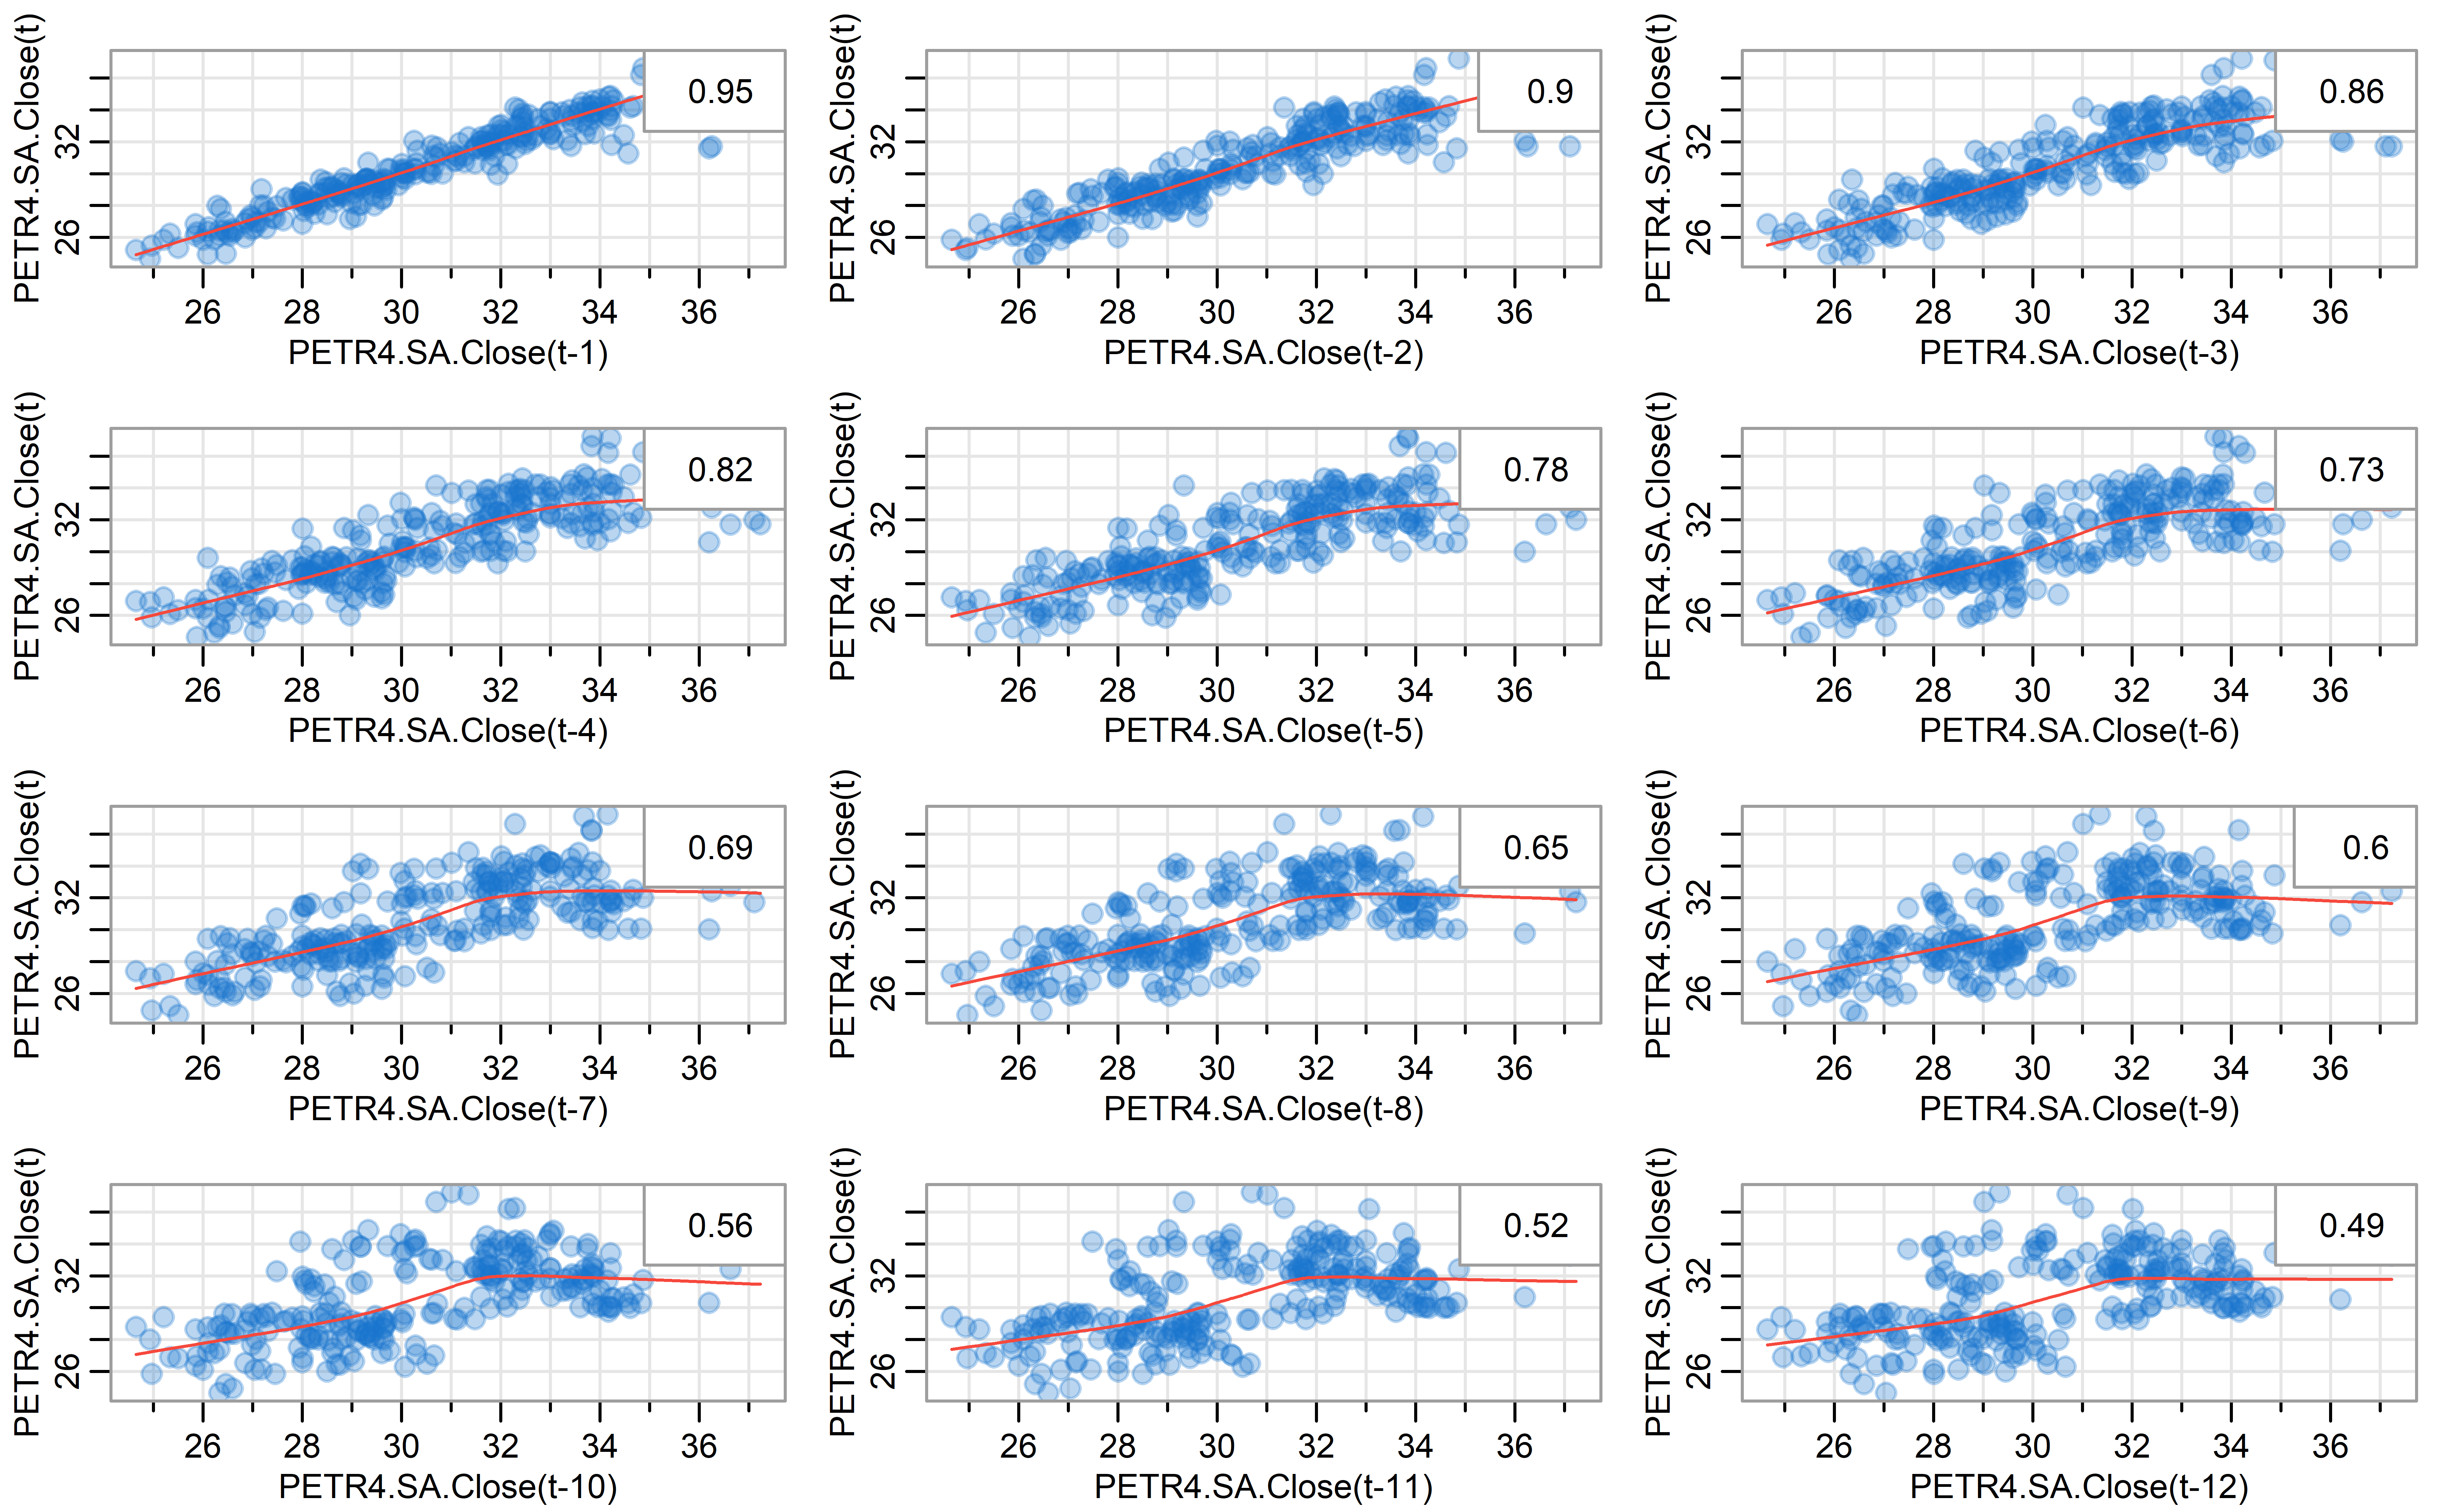 PETR4.SA.Close(t)
32
26
0.95
26 28 30 32 34 36
PETR4.SA.Close(t-1)
PETR4.SA.Close(t)
32
26
0.9
26 28 30 32 34 36
PETR4.SA.Close(t-2)
PETR4.SA.Close(t)
32
26
0.86
26 28 30 32 34 36
PETR4.SA.Close(t-3)
PETR4.SA.Close(t)
32
26
0.82
26 28 30 32 34 36
PETR4.SA.Close(t-4)
PETR4.SA.Close(t)
32
26
0.78
26 28 30 32 34 36
PETR4.SA.Close(t-5)
PETR4.SA.Close(t)
32
26
0.73
26 28 30 32 34 36
PETR4.SA.Close(t-6)
PETR4.SA.Close(t)
32
26
0.69
26 28 30 32 34 36
PETR4.SA.Close(t-7)
PETR4.SA.Close(t)
32
26
0.65
26 28 30 32 34 36
PETR4.SA.Close(t-8)
PETR4.SA.Close(t)
32
26
0.6
26 28 30 32 34 36
PETR4.SA.Close(t-9)
PETR4.SA.Close(t)
32
26
0.56
26 28 30 32 34 36
PETR4.SA.Close(t-10)
PETR4.SA.Close(t)
32
26
0.52
26 28 30 32 34 36
PETR4.SA.Close(t-11)
PETR4.SA.Close(t)
32
26
0.49
26 28 30 32 34 36
PETR4.SA.Close(t-12)